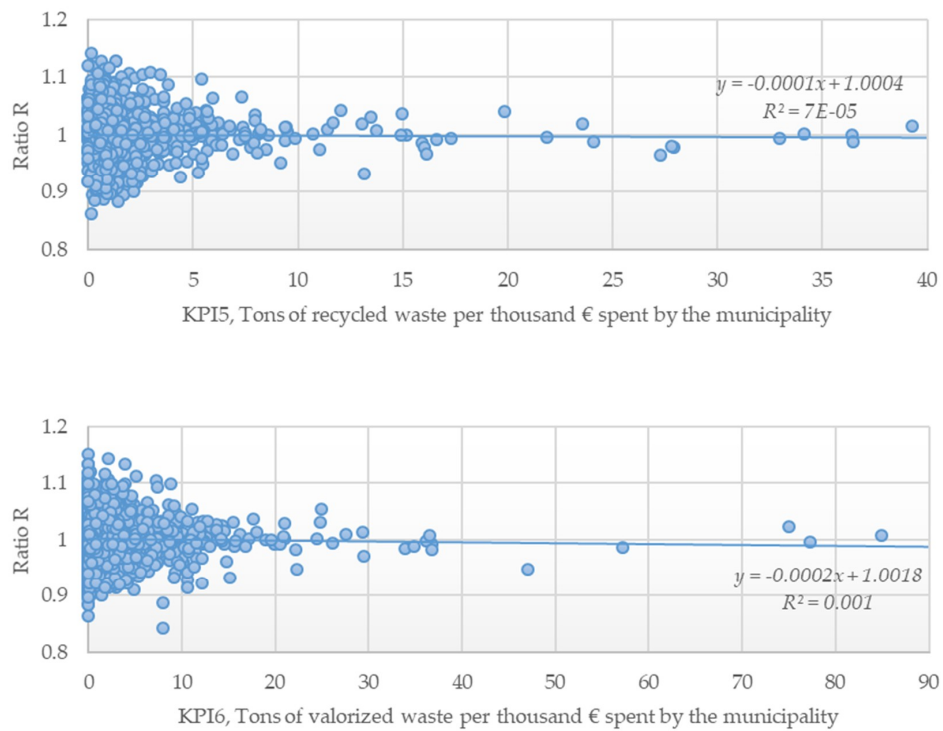 1.2
1.1
1
0.9
0.8
Ratio R
y = -0.0001x + 1.0004
R² = 7E-05
0 5 10 15 20 25 30 35 40
KPI5, Tons of recycled waste per thousand € spent by the municipality
1.2
1.1
1
0.9
0.8
Ratio R
y = -0.0002x + 1.0018
R² = 0.001
0 10 20 30 40 50 60 70 80 90
KPI6, Tons of valorized waste per thousand € spent by the municipality